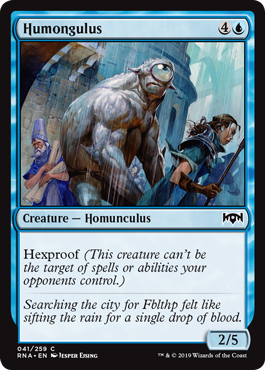 Humongulus 4
Creature — Homunculus
Hexproof (This creature can't be
the target of spells or abilities your
opponents control.)
Searching the city for Fblthp felt like
sifting the rain for a single drop of blood.
2/5
041/259 C
RNA • EN Jesper Ejsing
™ & © 2019 Wizards of the Coast